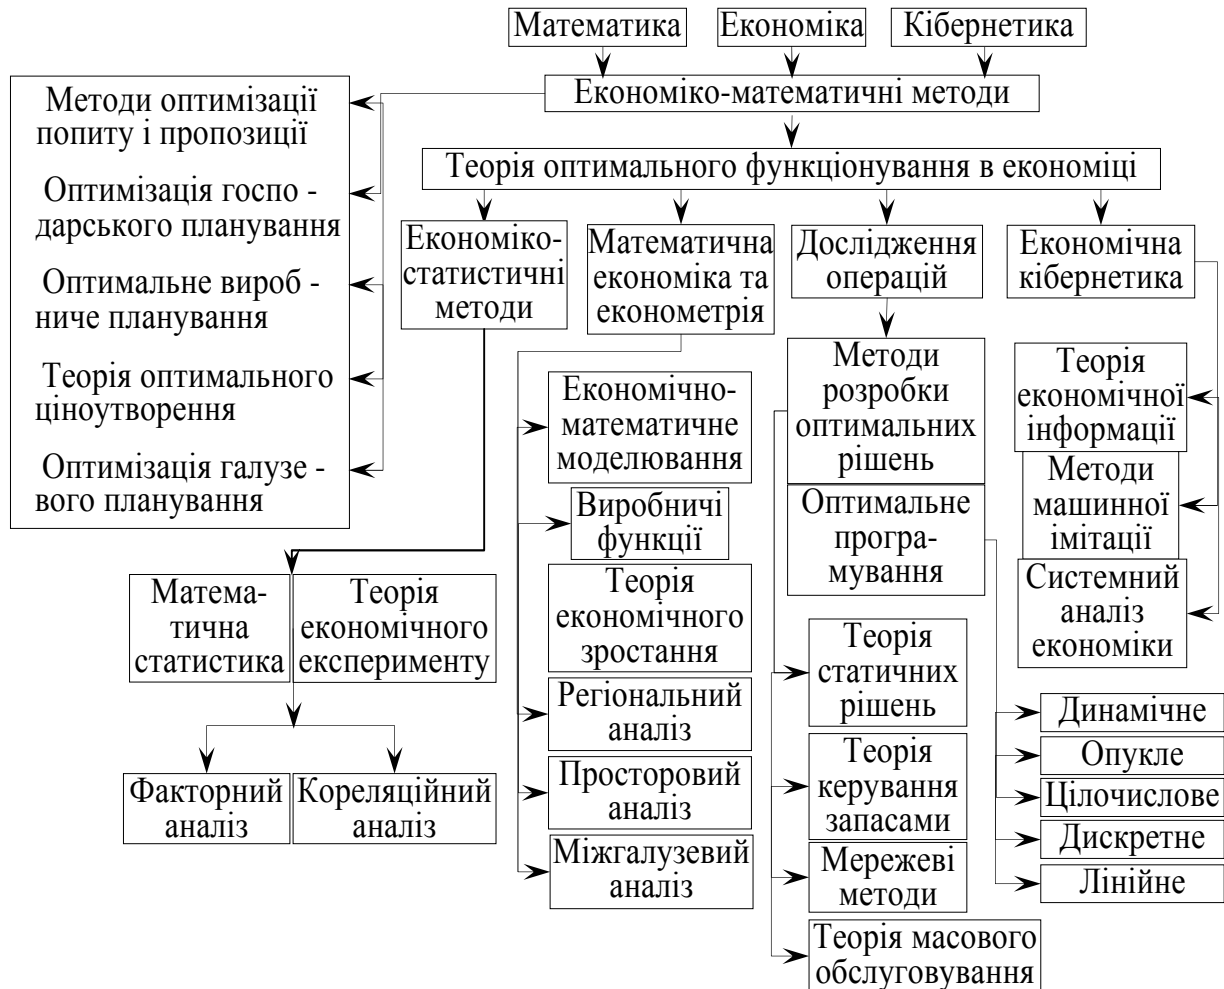 Математика
Економіка
Кібернетика
Економіко-математичні методи
Методи оптимізації
попиту і пропозиції
Оптимізація госпо -
дарського планування
Оптимальне вироб -
ниче планування
Теорія оптимального
ціноутворення
Оптимізація галузе -
вого планування
Теорія оптимального функціонування в економіці
Економіко-
статистичні
методи
Математична
економіка та
економетрія
Дослідження
операцій
Економічна
кібернетика
Методи
розробки
оптимальних
рішень
Оптимальне
програ-
мування
Теорія
економічної
інформації
Методи
машинної
імітації
Системний
аналіз
економіки
Економічно-
математичне
моделювання
Виробничі
функції
Теорія
економічного
зростання
Регіональний
аналіз
Просторовий
аналіз
Міжгалузевий
аналіз
Матема-
тична
статистика
Теорія
економічного
експерименту
Факторний
аналіз
Кореляційний
аналіз
Теорія
статичних
рішень
Теорія
керування
запасами
Мережеві
методи
Теорія масового
обслуговування
Динамічне
Опукле
Цілочислове
Дискретне
Лінійне